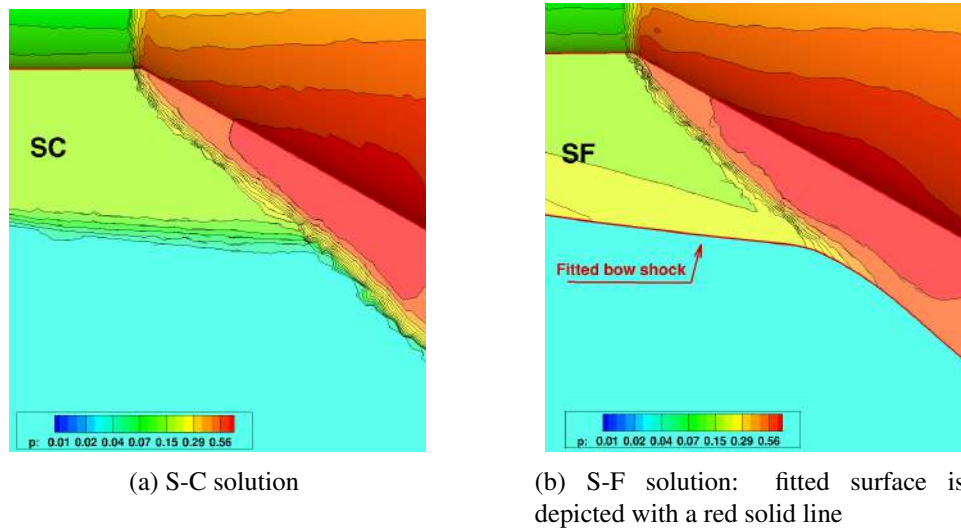 SC
p: 0.01 0.02 0.04 0.07 0.15 0.29 0.56
(a) S-C solution
SF
Fitted bow shock
p: 0.01 0.02 0.04 0.07 0.15 0.29 0.56
(b) S-F solution: fitted surface is
depicted with a red solid line